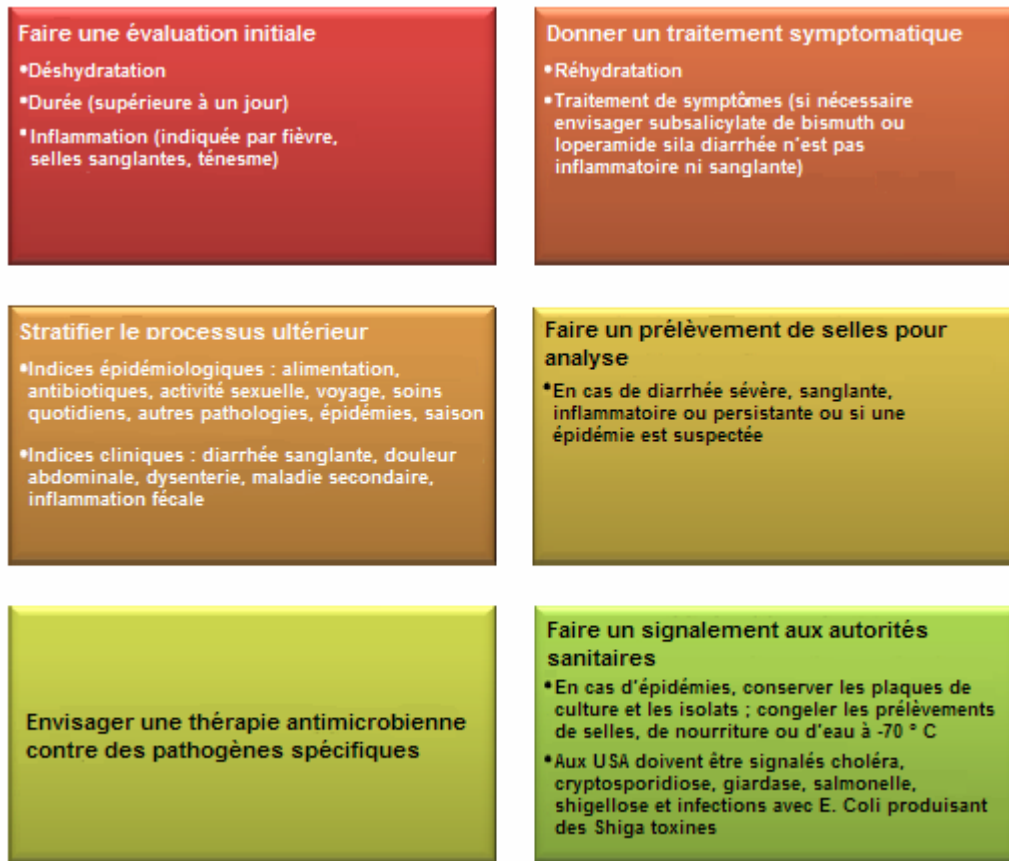 Faire une évaluation initiale
•Déshydratation
•Durée (supérieure à un jour)
•Inflammation (indiquée par fièvre,
selles sanglantes, ténesme)
Donner un traitement symptomatique
•Réhydratation
•Traitement de symptômes (si nécessaire
envisager subsalicylate de bismuth ou
loperamide sila diarrhée n'est pas
inflammatoire ni sanglante)
Stratifier le processus ultérieur
•Indices épidémiologiques : alimentation,
antibiotiques, activité sexuelle, voyage, soins
quotidiens, autres pathologies, épidémies, saison
•Indices cliniques : diarrhée sanglante, douleur
abdominale, dysenterie, maladie secondaire,
inflammation fécale
Faire un prélèvement de selles pour
analyse
•En cas de diarrhée sévère, sanglante,
inflammatoire ou persistante ou si une
épidémie est suspectée
Envisager une thérapie antimicrobienne
contre des pathogènes spécifiques
Faire un signalement aux autorités
sanitaires
•En cas d'épidémies, conserver les plaques de
culture et les isolats ; congeler les prélèvements
de selles, de nourriture ou d'eau à -70 ° C
•Aux USA doivent être signalés choléra,
cryptosporidiose, giardase, salmonelle,
shigellose et infections avec E. Coli produisant
des Shiga toxines